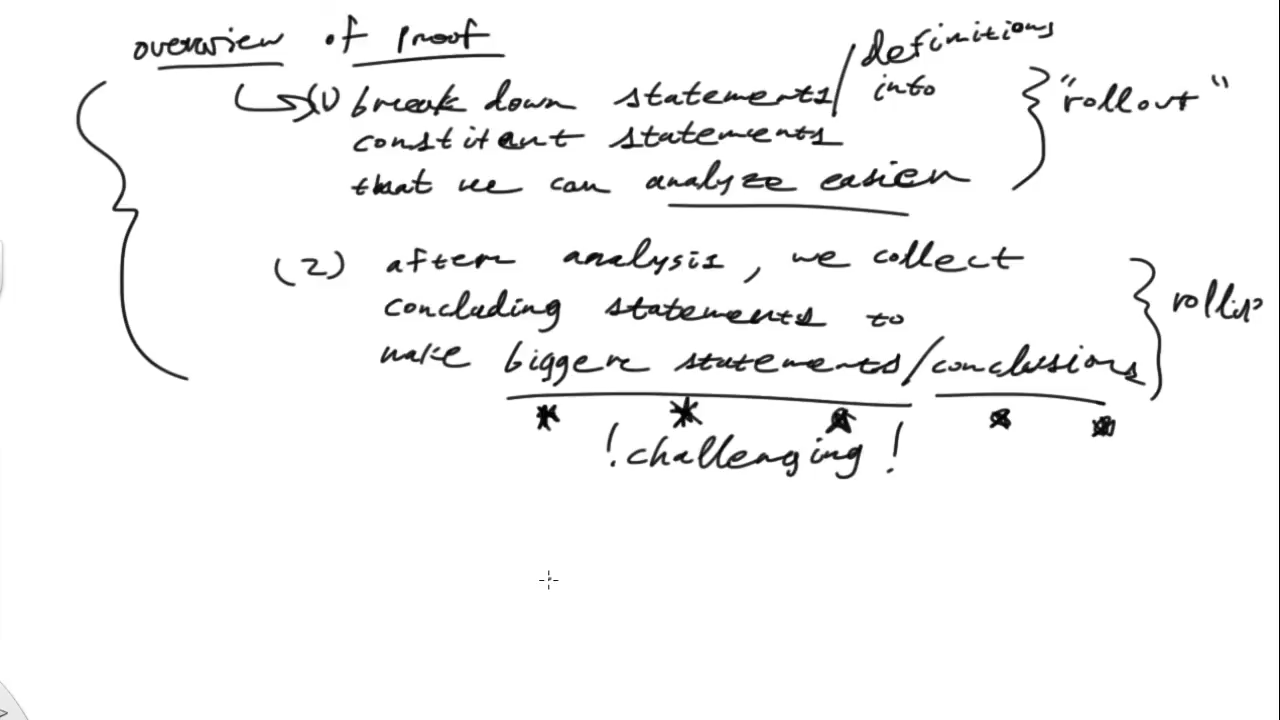 overview of proof
(1) break down statements/definitions into
constituent statements
that we can analyze easier
"rollout"
(2) after analysis, we collect
concluding statements to
make bigger statements/conclusions
! challenging !